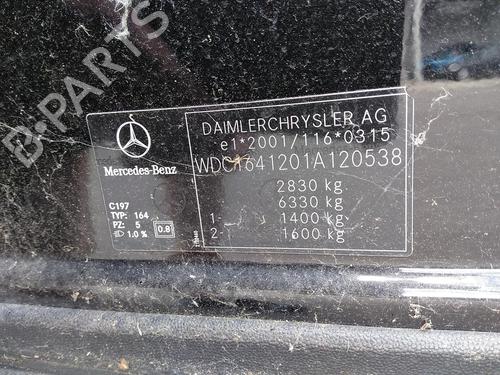 B-PARTS
DAIMLERCHRYSLER AG
e1*2001/116*0315
WDC1641201A120538
Mercedes-Benz
2830 kg
6330 kg
1- 1400 kg
2- 1600 kg
C197
TYP: 164
PZ: 5
1.0 %
0.8